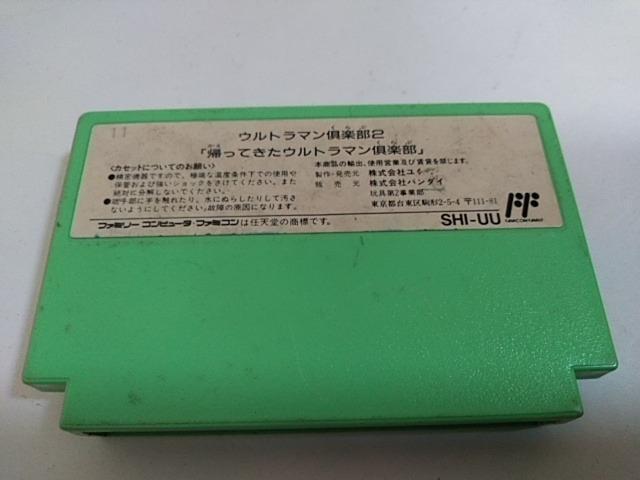 11
ウルトラマン倶楽部2
「帰ってきたウルトラマン倶楽部」
〈カセットについてのお願い〉
●精密機器ですので、極端な温度条件下での使用や
保管および強いショックをさけてください。また
絶対に分解しないでください。
●端子部に手を触れたり、水にぬらしたりして汚さ
ないようにしてください。故障の原因になります。
ファミリーコンピュータ・ファミコンは任天堂の商標です。
本商品の輸出、使用営業及び賃貸を禁じます。
製作・発売元 株式会社ユ
販売元 株式会社バンダイ
玩具第2事業部
東京都台東区駒形2-5-4 〒111-81
SHI-UU
FAMICOM FAMILY